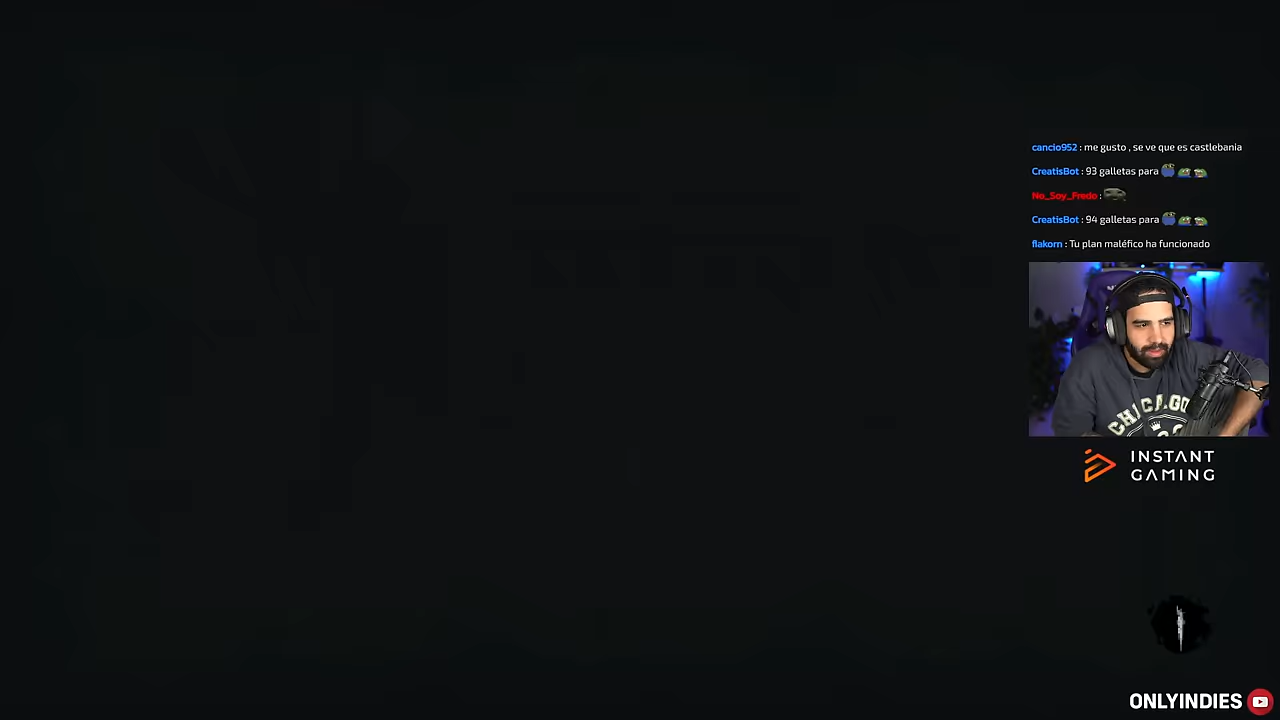 cancio952 : me gusto , se ve que es castlebania
CreatisBot : 93 galletas para
No_Soy_Fredo :
CreatisBot : 94 galletas para
flakorn : Tu plan maléfico ha funcionado
CHICAGO
INSTANT
GAMING
ONLYINDIES